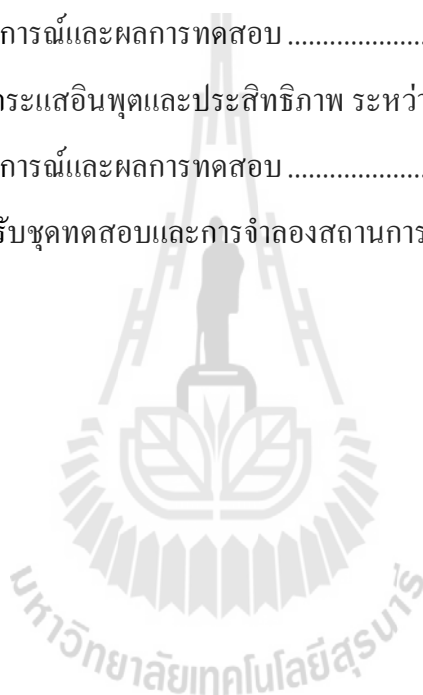 การณ์และผลการทดสอบ ....................
กระแสอินพุตและประสิทธิภาพ ระหว่า
การณ์และผลการทดสอบ ....................
รับชุดทดสอบและการจำลองสถานการ
มหาวิทยาลัยเทคโนโลยีสุรนารี